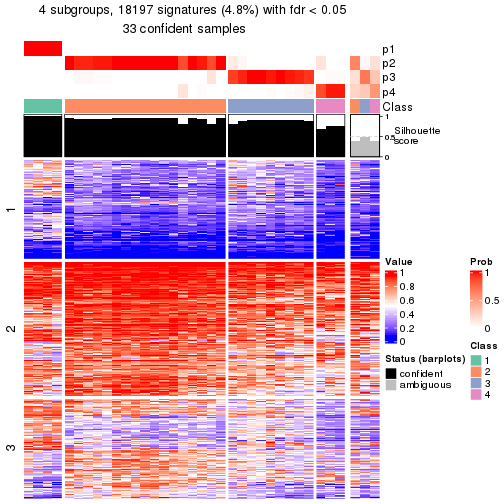 4 subgroups, 18197 signatures (4.8%) with fdr < 0.05
33 confident samples
p1
p2
p3
p4
Class
1
0.5
0
Silhouette
score
1
2
3
Value
1
0.8
0.6
0.4
0.2
0
Status (barplots)
confident
ambiguous
Prob
1
0.5
0
Class
1
2
3
4